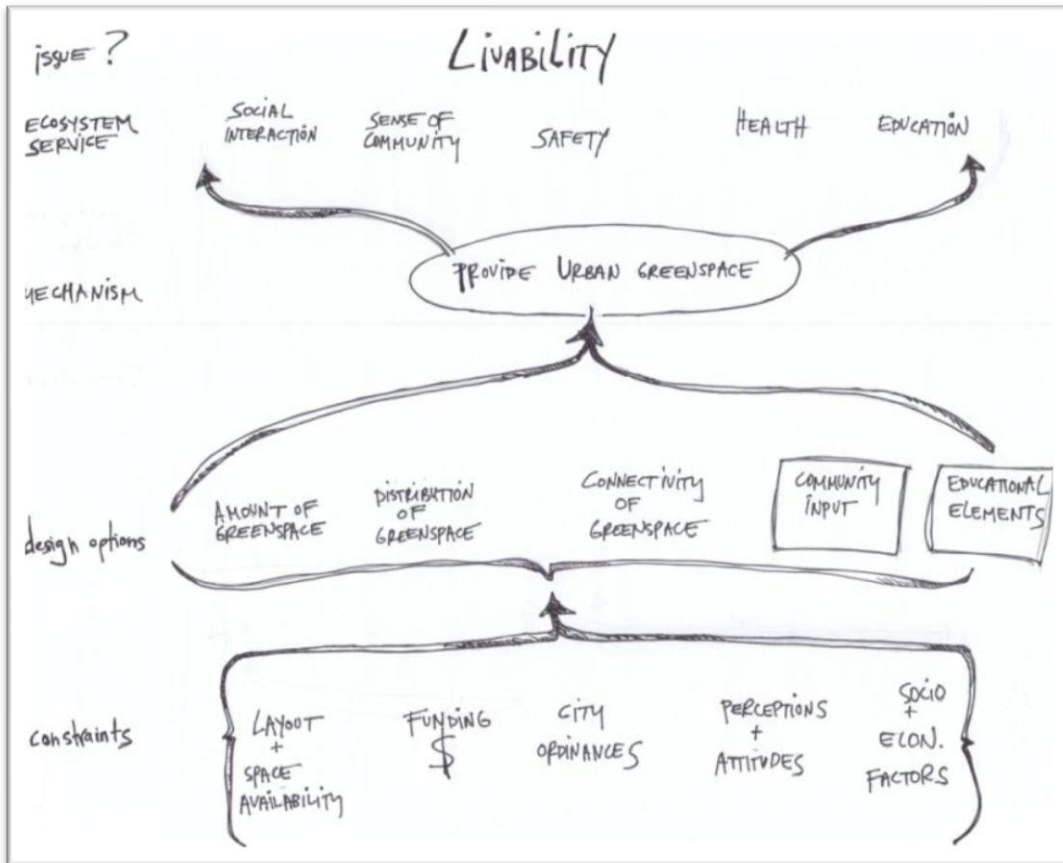 issue ?
LIVABILITY
ECOSYSTEM
SERVICE
SOCIAL
INTERACTION
SENSE OF
COMMUNITY
SAFETY
HEALTH
EDUCATION
MECHANISM
PROVIDE URBAN GREENSPACE
design options
AMOUNT OF
GREENSPACE
DISTRIBUTION
OF
GREENSPACE
CONNECTIVITY
OF
GREENSPACE
COMMUNITY
INPUT
EDUCATIONAL
ELEMENTS
constraints
LAYOUT
+
SPACE
AVAILABILITY
FUNDING
$
CITY
ORDINANCES
PERCEPTIONS
+
ATTITUDES
SOCIO
+
ECON.
FACTORS